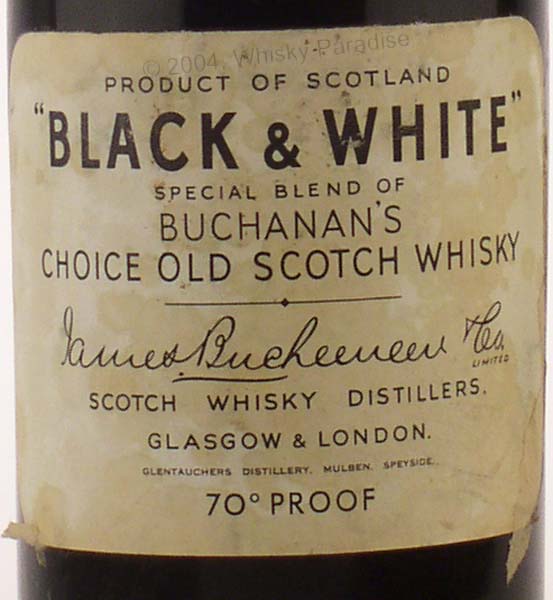 © 2004, Whisky-Paradise
PRODUCT OF SCOTLAND
"BLACK & WHITE"
SPECIAL BLEND OF
BUCHANAN'S
CHOICE OLD SCOTCH WHISKY
James Buchanan & Co.
LIMITED
SCOTCH WHISKY DISTILLERS.
GLASGOW & LONDON.
GLENTAUCHERS DISTILLERY. MULBEN. SPEYSIDE.
70° PROOF